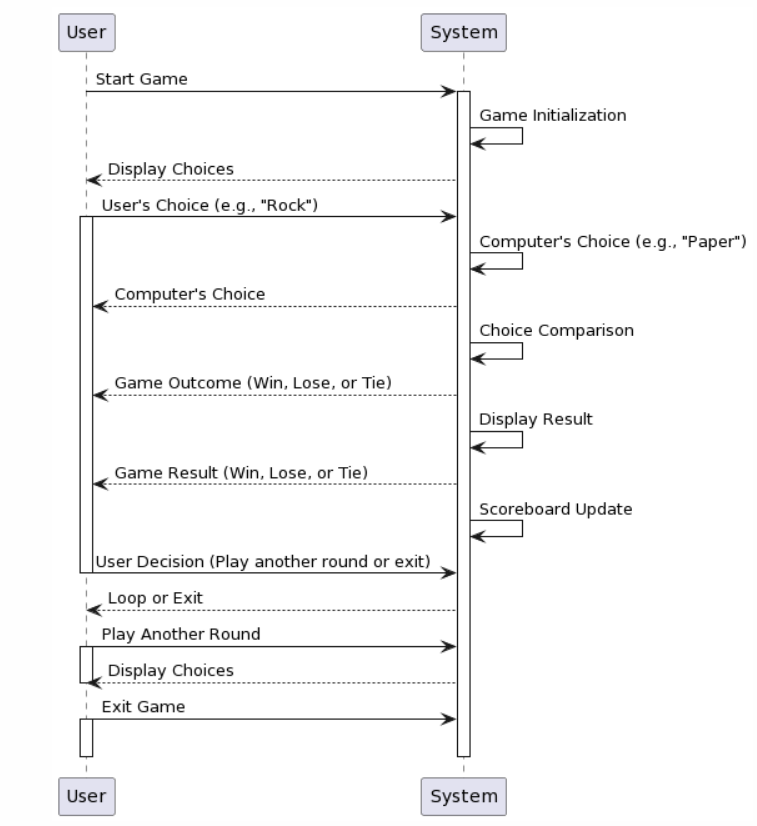 User
System
Start Game
Game Initialization
Display Choices
User's Choice (e.g., "Rock")
Computer's Choice (e.g., "Paper")
Computer's Choice
Choice Comparison
Game Outcome (Win, Lose, or Tie)
Display Result
Game Result (Win, Lose, or Tie)
Scoreboard Update
User Decision (Play another round or exit)
Loop or Exit
Play Another Round
Display Choices
Exit Game
User
System